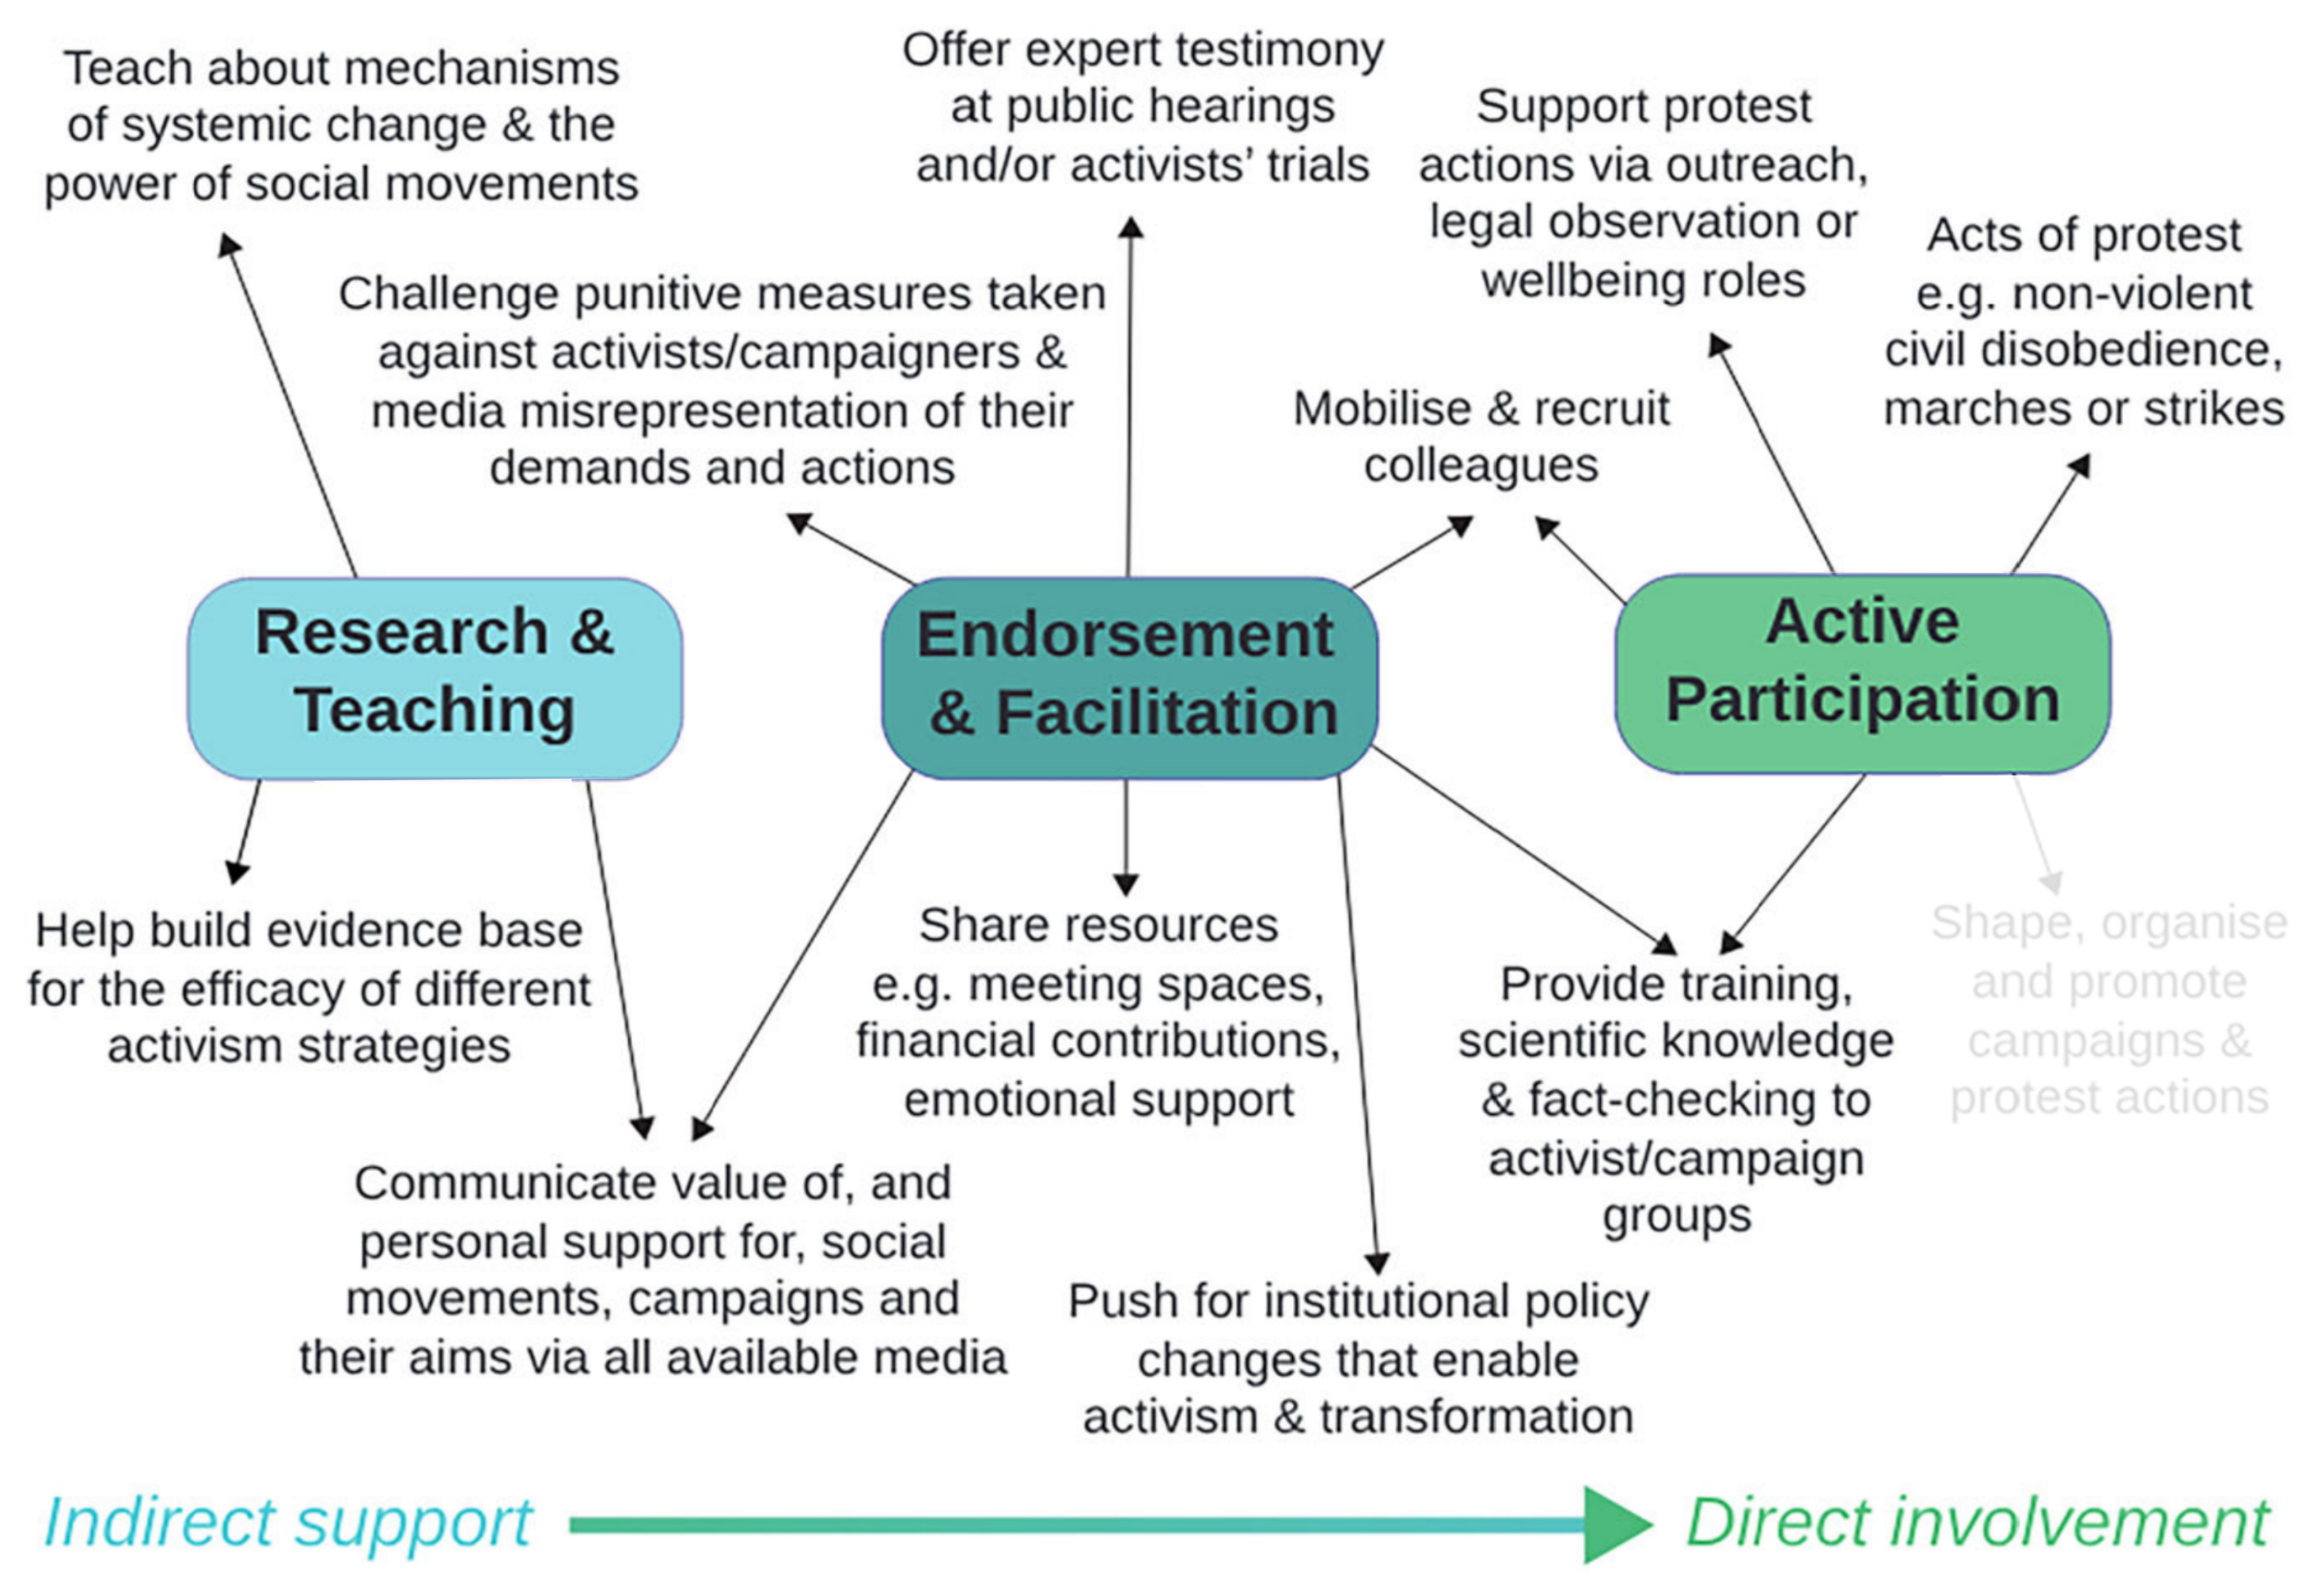 Teach about mechanisms
of systemic change & the
power of social movements
Offer expert testimony
at public hearings
and/or activists’ trials
Support protest
actions via outreach,
legal observation or
wellbeing roles
Acts of protest
e.g. non-violent
civil disobedience,
marches or strikes
Challenge punitive measures taken
against activists/campaigners &
media misrepresentation of their
demands and actions
Mobilise & recruit
colleagues
Research &
Teaching
Endorsement
& Facilitation
Active
Participation
Help build evidence base
for the efficacy of different
activism strategies
Share resources
e.g. meeting spaces,
financial contributions,
emotional support
Provide training,
scientific knowledge
& fact-checking to
activist/campaign
groups
Shape, organise
and promote
campaigns &
protest actions
Communicate value of, and
personal support for, social
movements, campaigns and
their aims via all available media
Push for institutional policy
changes that enable
activism & transformation
Indirect support
Direct involvement